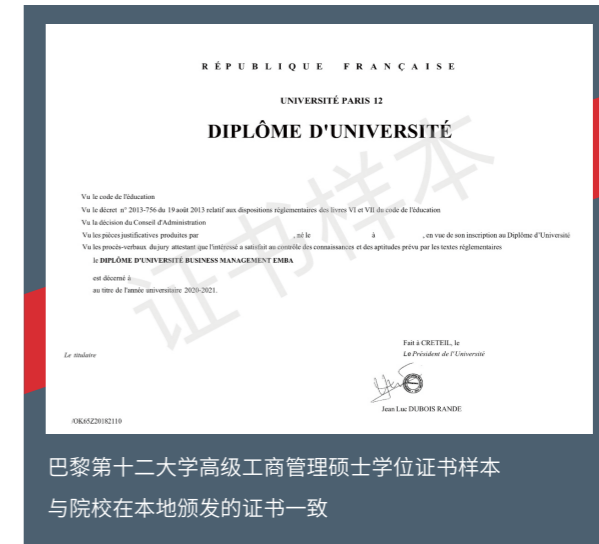 RÉPUBLIQUE FRANÇAISE
UNIVERSITÉ PARIS 12
DIPLÔME D'UNIVERSITÉ
证书样本
Vu le code de l'éducation
Vu le décret n° 2013-756 du 19 août 2013 relatif aux dispositions réglementaires des livres VI et VII du code de l'éducation
Vu la décision du Conseil d'Administration
Vu les pièces justificatives produites par , né le à , en vue de son inscription au Diplôme d'Université
Vu les procès-verbaux du jury attestant que l'intéressé a satisfait au contrôle des connaissances et des aptitudes prévu par les textes réglementaires
le DIPLÔME D'UNIVERSITÉ BUSINESS MANAGEMENT EMBA
est décerné à
au titre de l'année universitaire 2020-2021.
Fait à CRETEIL, le
Le titulaire
Le Président de l'Université
Jean Luc DUBOIS RANDE
/OK65Z20182110
巴黎第十二大学高级工商管理硕士学位证书样本
与院校在本地颁发的证书一致